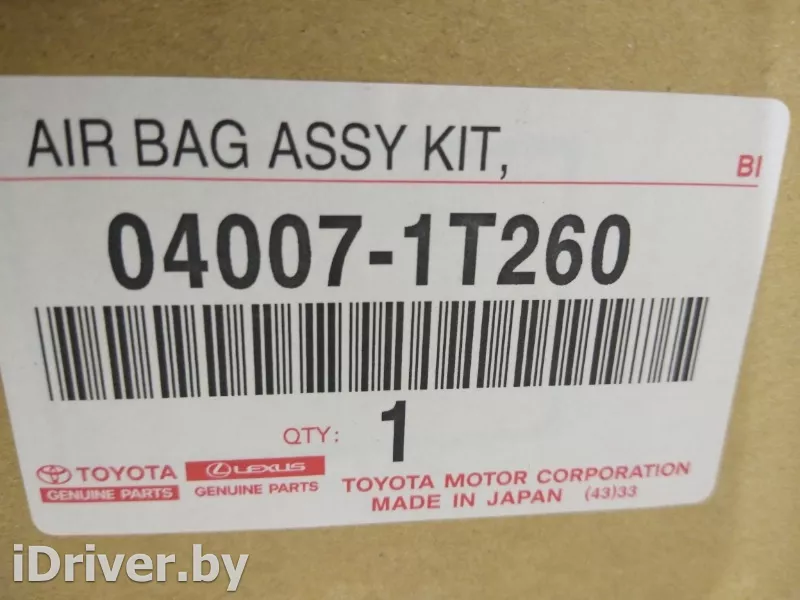 AIR BAG ASSY KIT,
BI
04007-1T260
QTY: 1
TOYOTA
GENUINE PARTS
LEXUS
GENUINE PARTS
TOYOTA MOTOR CORPORATION
MADE IN JAPAN (43)33
iDriver.by